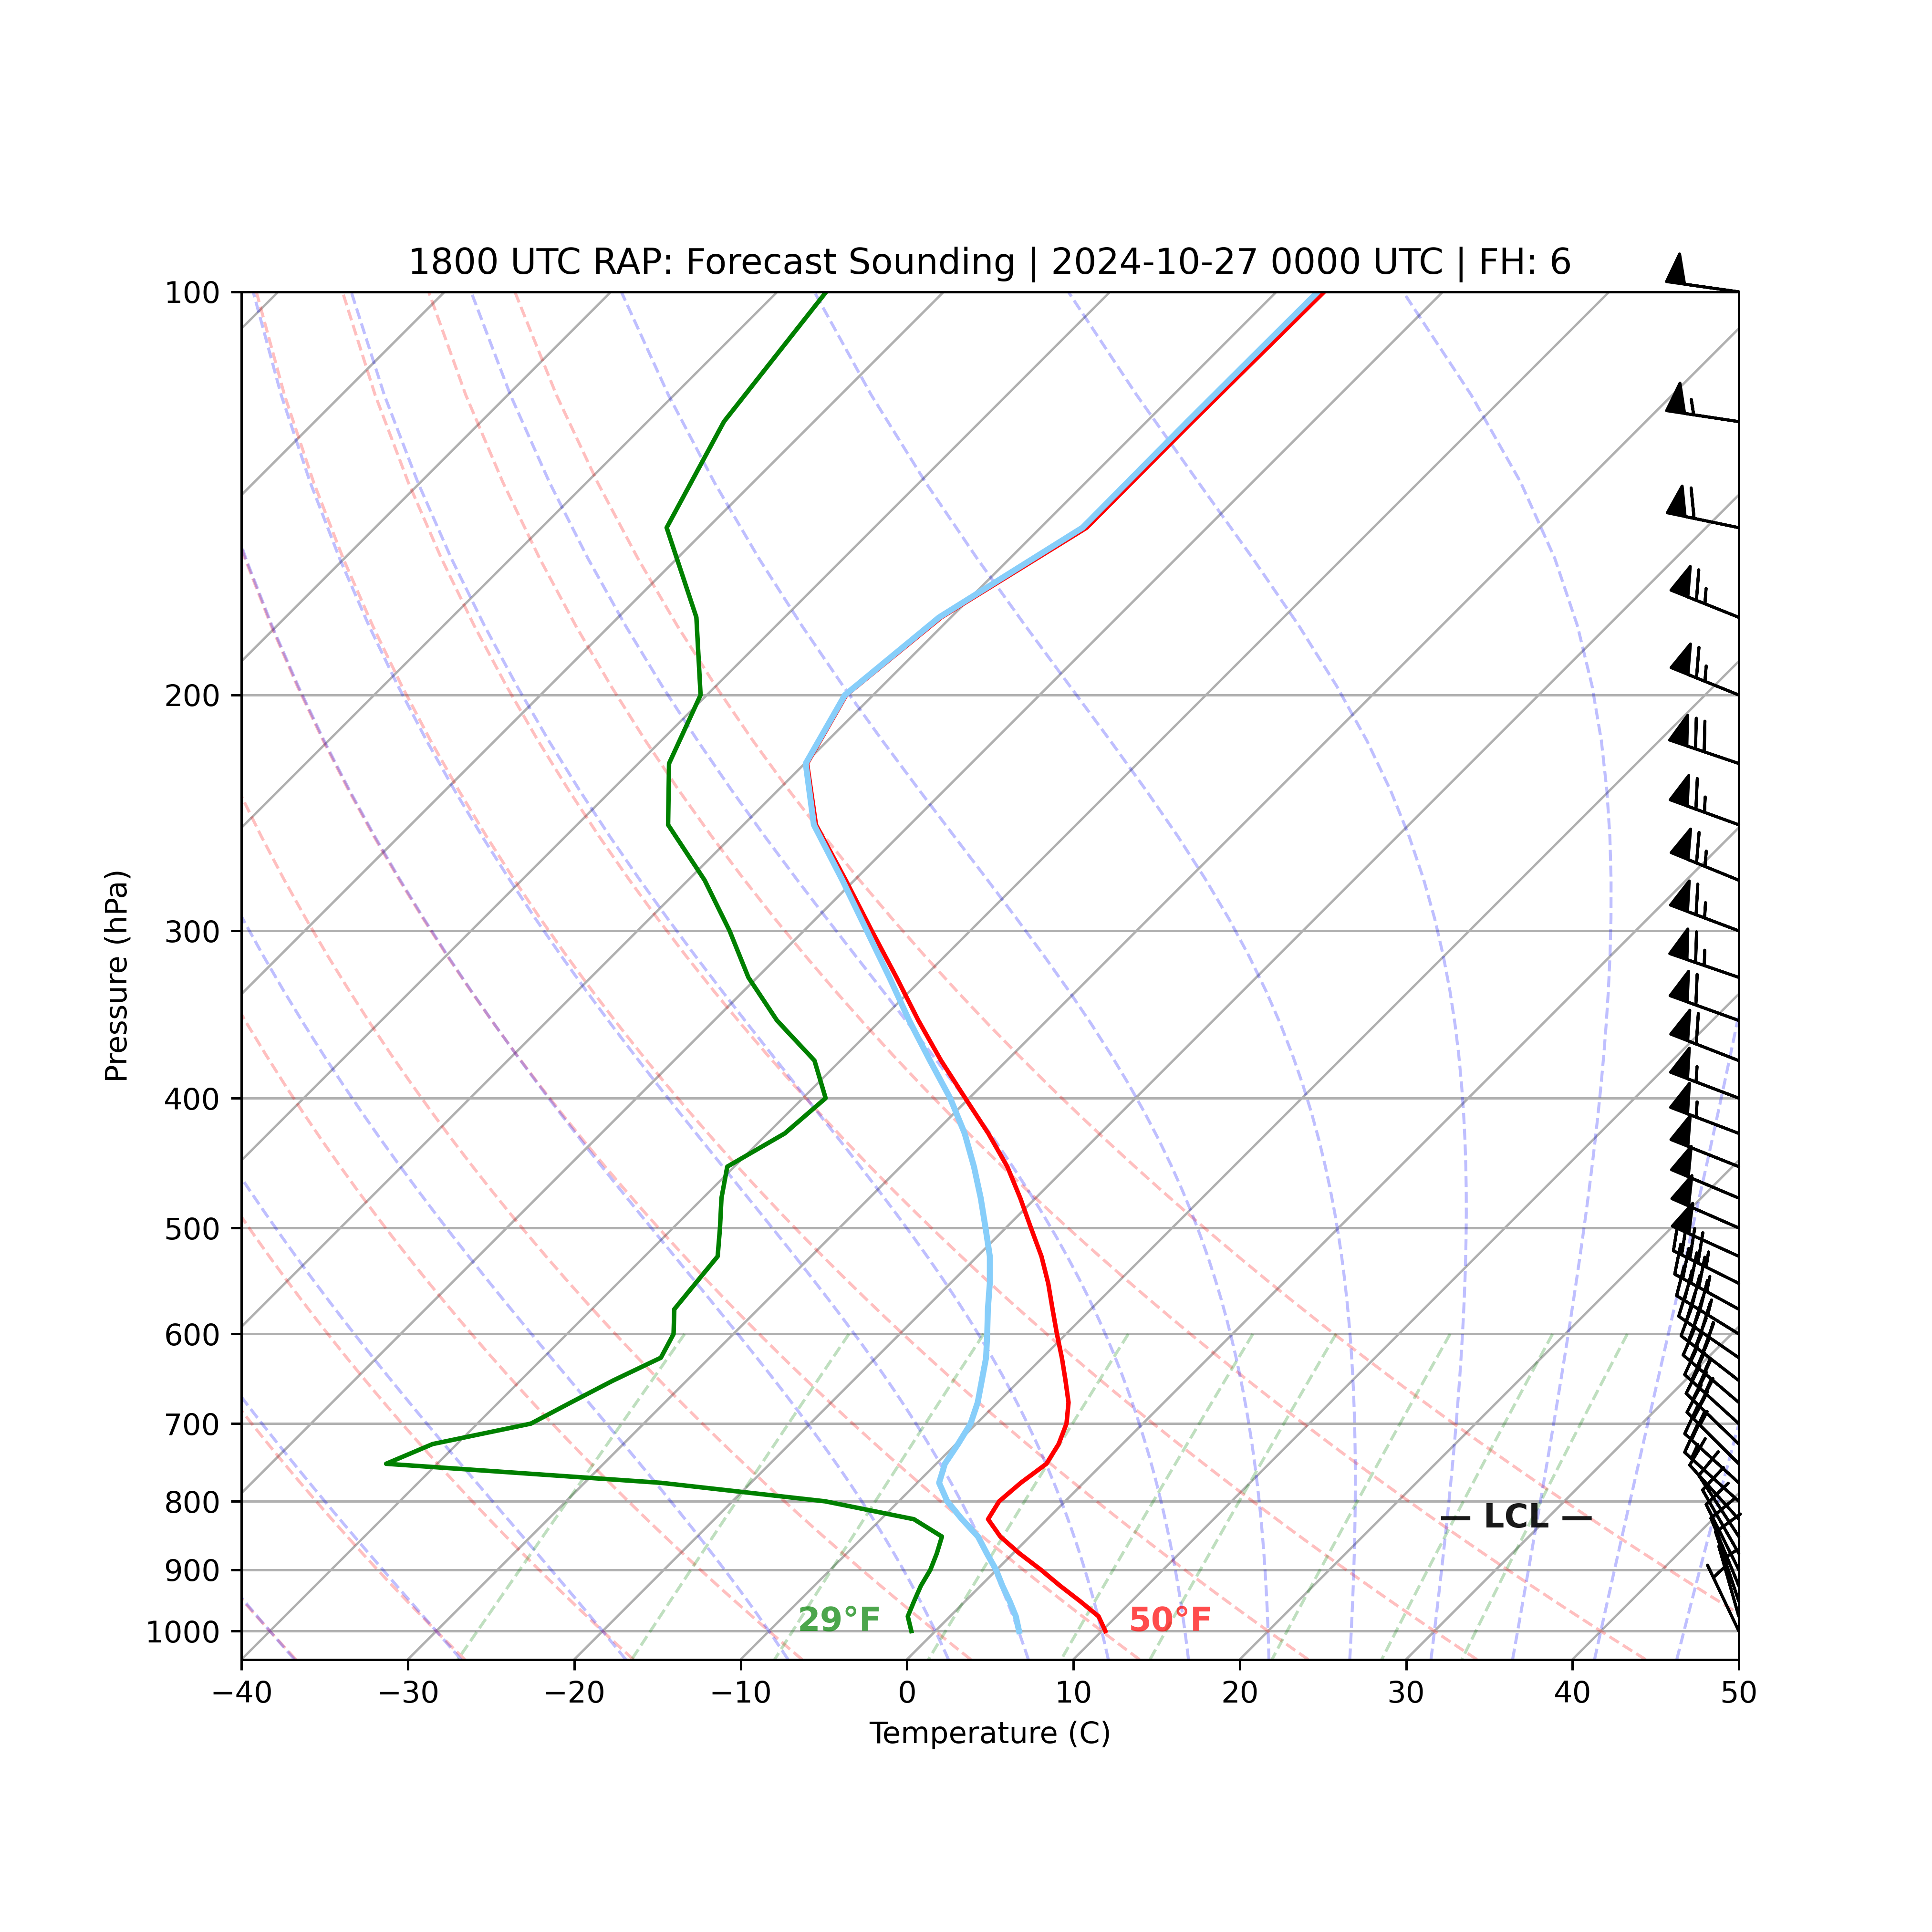 1800 UTC RAP: Forecast Sounding | 2024-10-27 0000 UTC | FH: 6
100
200
300
400
500
600
700
800
900
1000
Pressure (hPa)
— LCL —
29°F
50°F
−40 −30 −20 −10 0 10 20 30 40 50
Temperature (C)